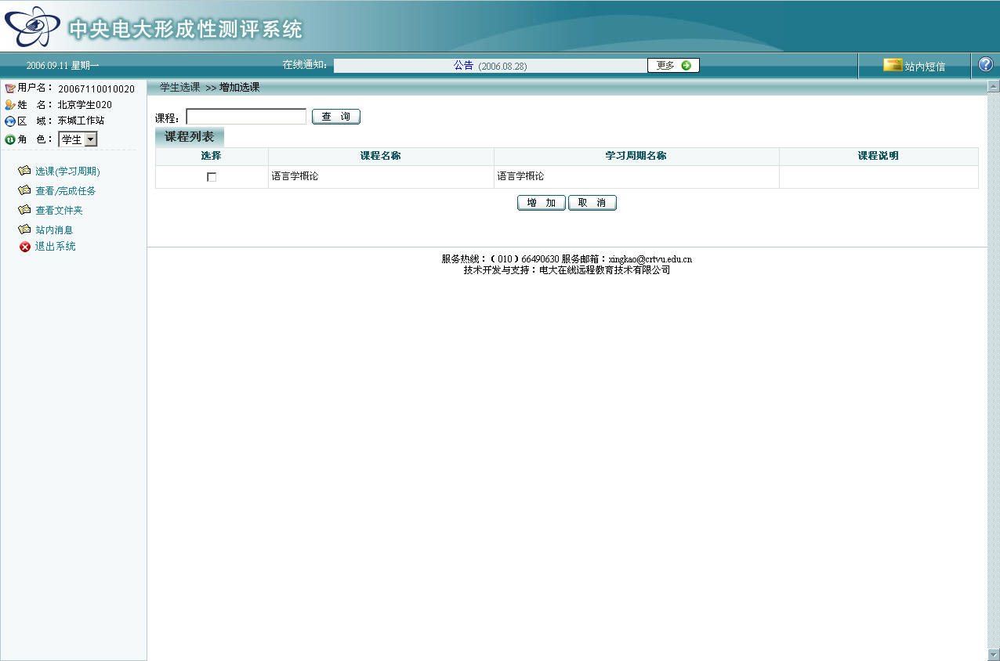 中央电大形成性测评系统
2006.09.11 星期一 在线通知: 公告 (2006.08.28) 更多 站内短信
用户名： 20067110010020
姓 名： 北京学生020
区 域： 东城工作站
角 色： 学生
选课(学习周期)
查看/完成任务
查看文件夹
站内消息
退出系统
学生选课 >> 增加选课
课程： 查 询
课程列表
选择 课程名称 学习周期名称 课程说明
语言学概论 语言学概论
增 加 取 消
服务热线：（010）66490630 服务邮箱：xingkao@crtvu.edu.cn
技术开发与支持：电大在线远程教育技术有限公司